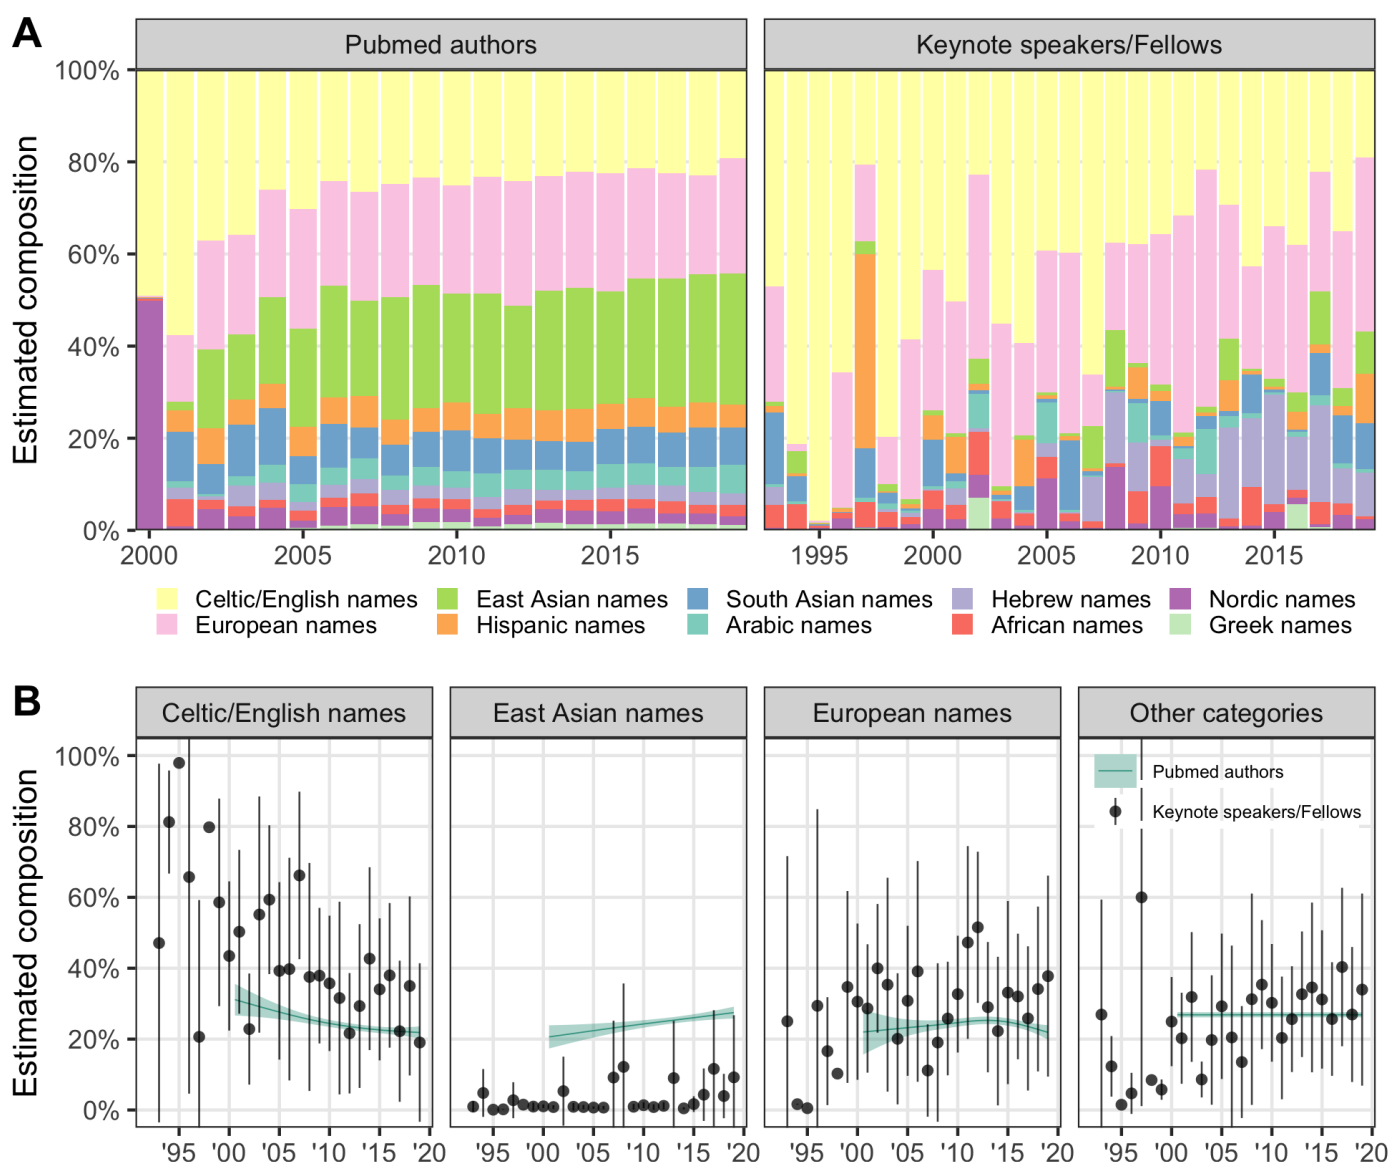 A
Pubmed authors
Keynote speakers/Fellows
Estimated composition
100%
80%
60%
40%
20%
0%
2000 2005 2010 2015
1995 2000 2005 2010 2015
Celtic/English names East Asian names South Asian names Hebrew names Nordic names
European names Hispanic names Arabic names African names Greek names
B
Celtic/English names
East Asian names
European names
Other categories
Estimated composition
100%
80%
60%
40%
20%
0%
Pubmed authors
Keynote speakers/Fellows
'95 '00 '05 '10 '15 '20
'95 '00 '05 '10 '15 '20
'95 '00 '05 '10 '15 '20
'95 '00 '05 '10 '15 '20